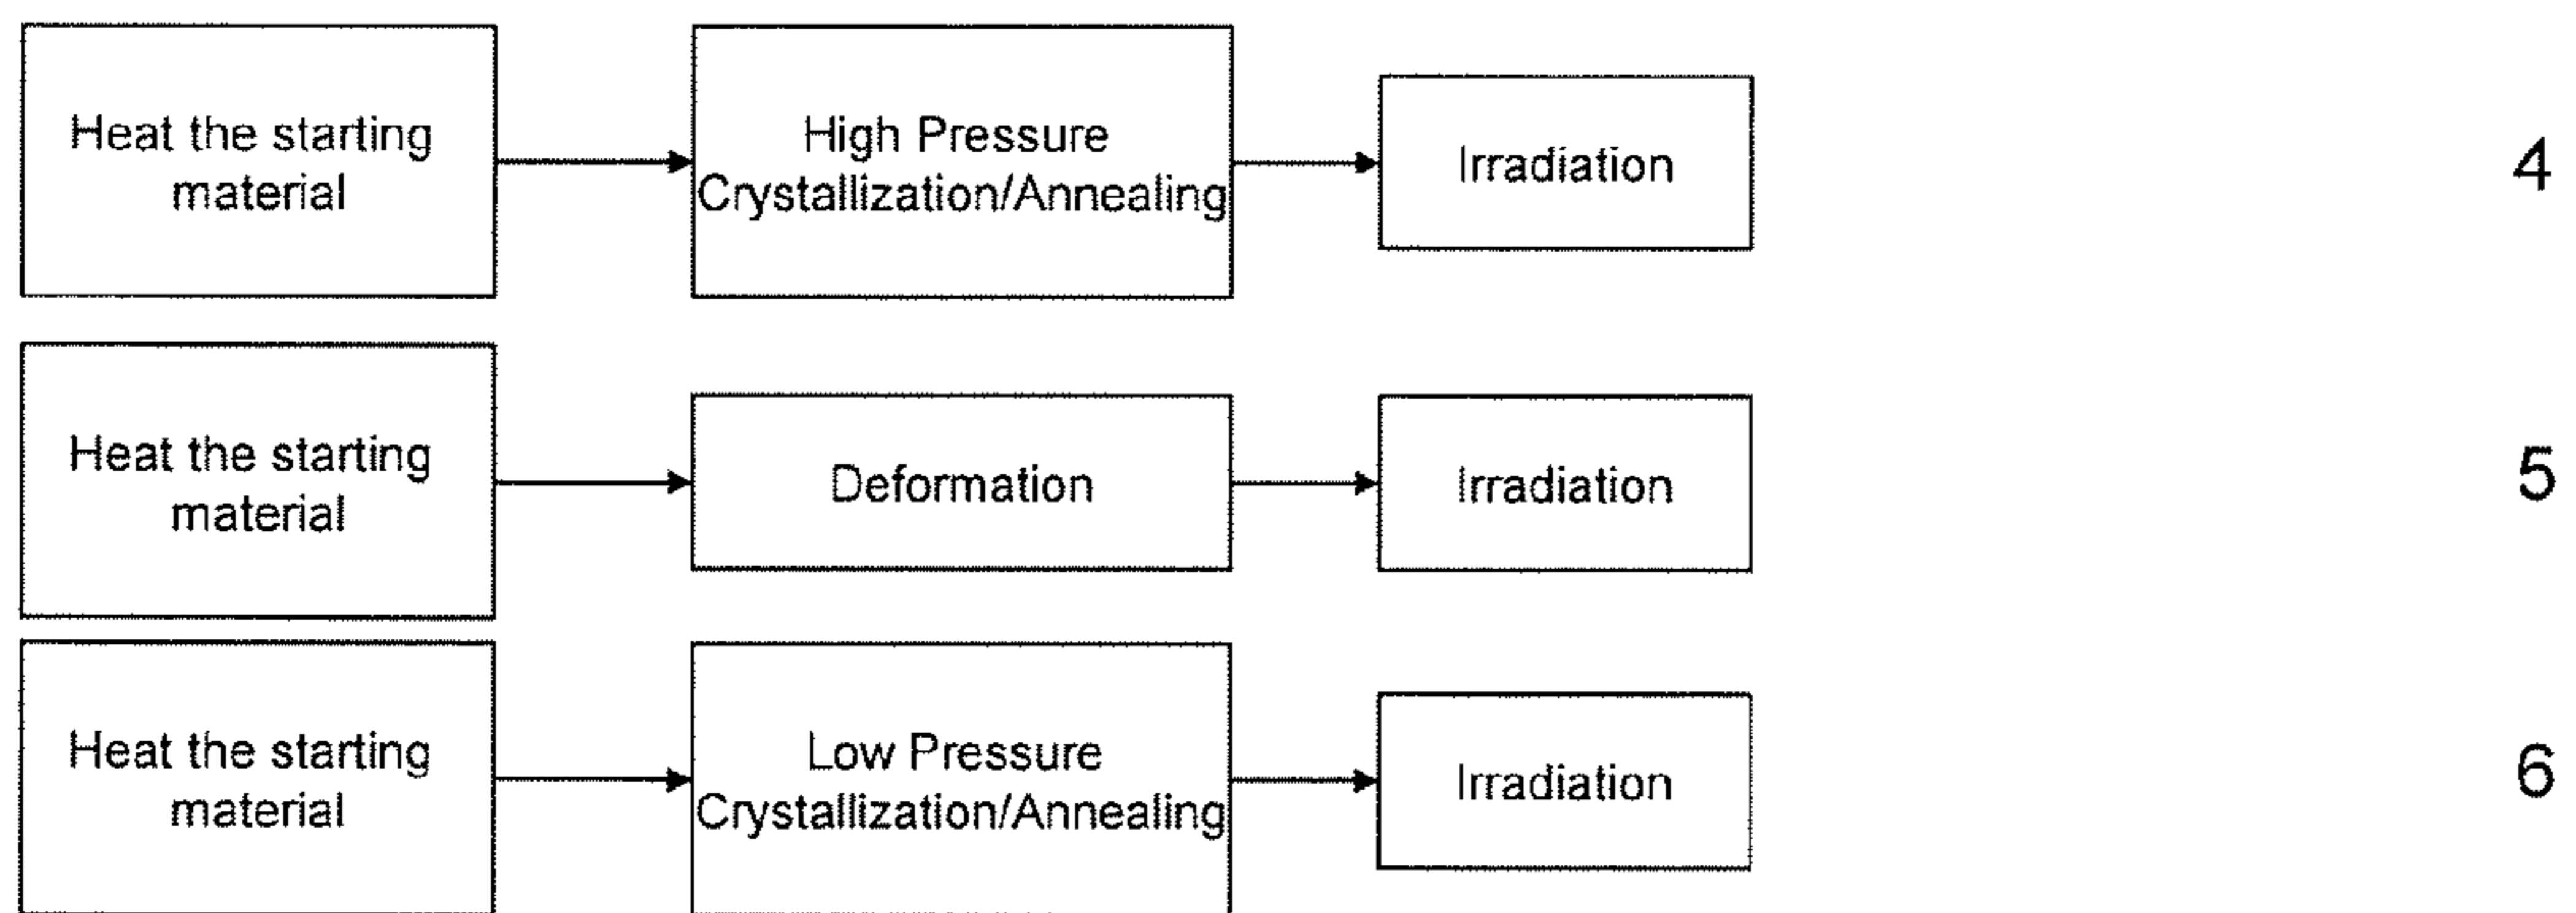 Heat the starting
material
High Pressure
Crystallization/Annealing
Irradiation
4
Heat the starting
material
Deformation
Irradiation
5
Heat the starting
material
Low Pressure
Crystallization/Annealing
Irradiation
6